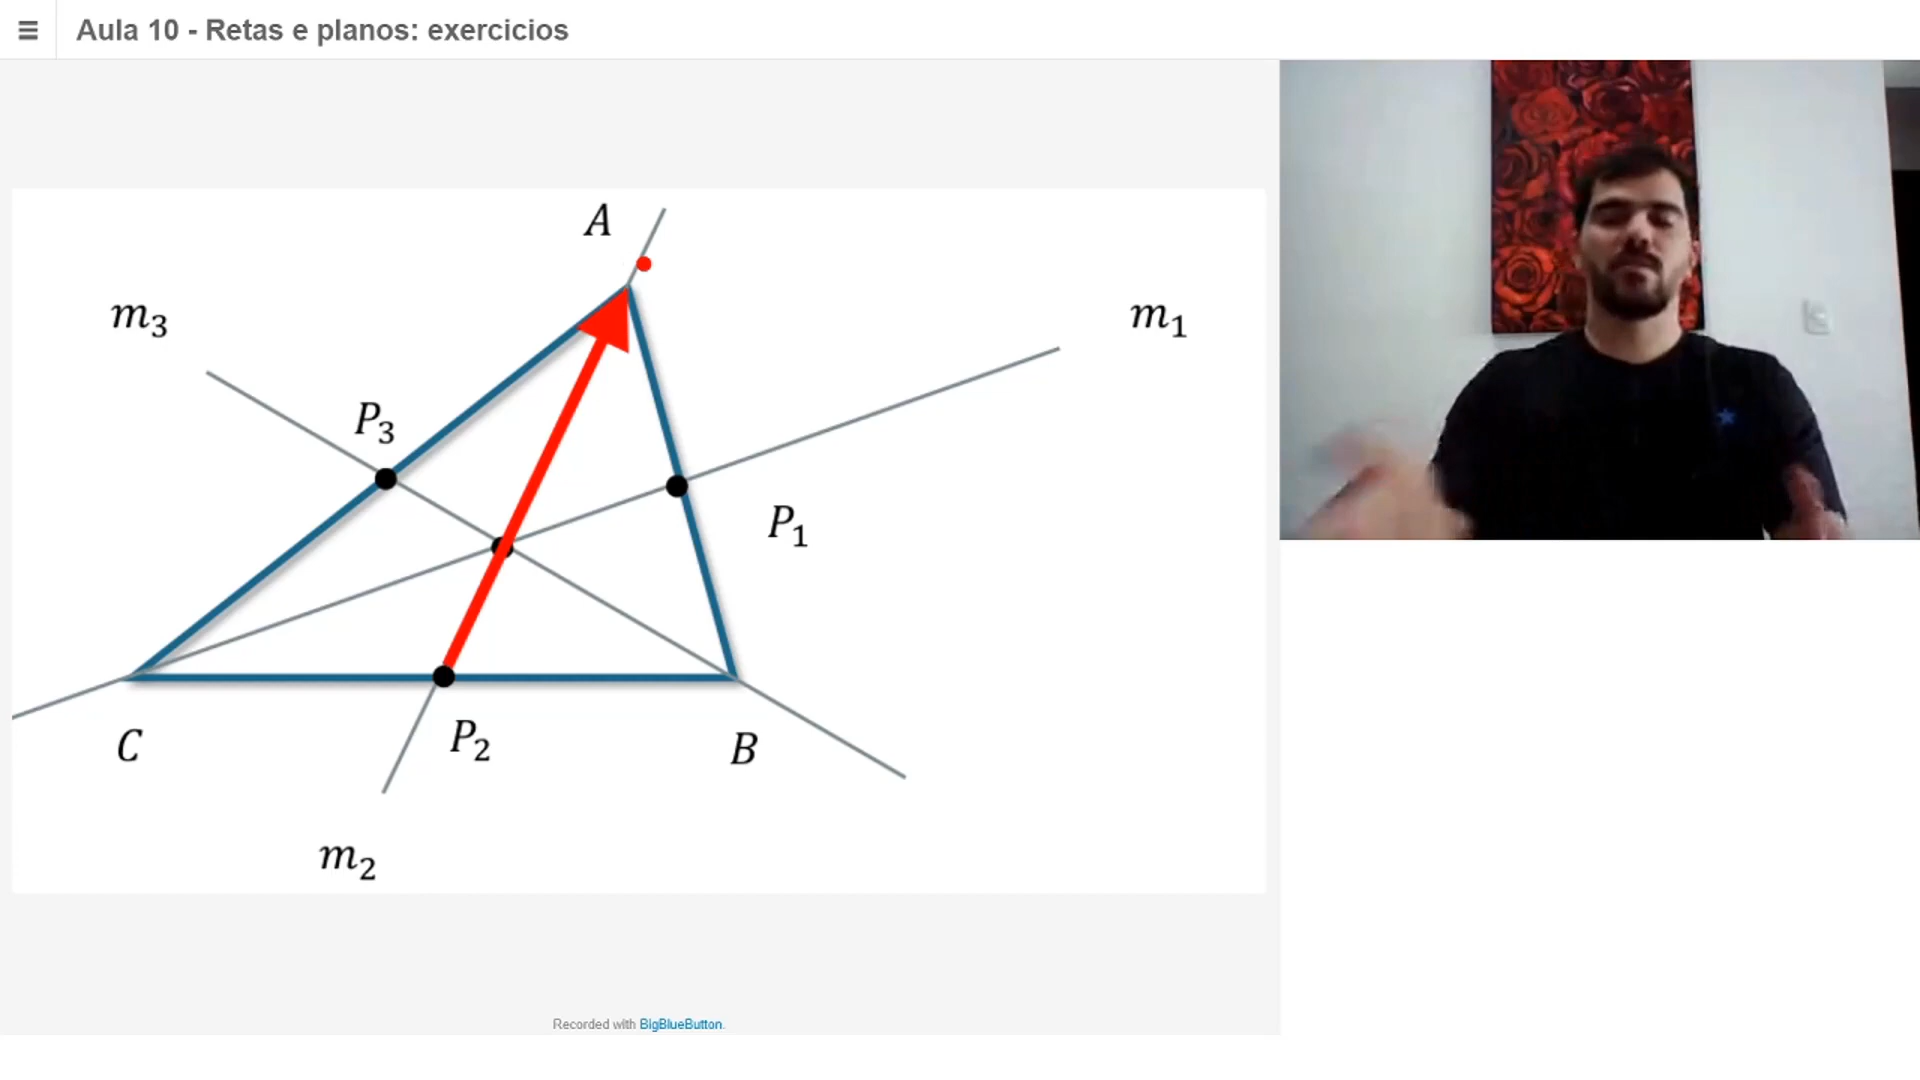 Aula 10 - Retas e planos: exercicios
A
m₃
m₁
P₃
P₁
C
P₂
B
m₂
Recorded with BigBlueButton.